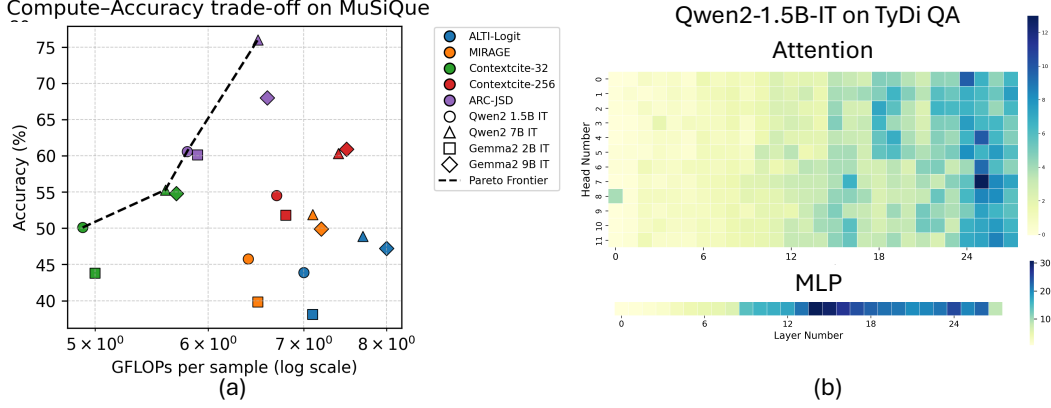 Compute–Accuracy trade-off on MuSiQue
75
70
65
60
55
50
45
40
Accuracy (%)
5 × 10⁰
6 × 10⁰
7 × 10⁰
8 × 10⁰
GFLOPs per sample (log scale)
(a)
ALTI-Logit
MIRAGE
Contextcite-32
Contextcite-256
ARC-JSD
Qwen2 1.5B IT
Qwen2 7B IT
Gemma2 2B IT
Gemma2 9B IT
Pareto Frontier
Qwen2-1.5B-IT on TyDi QA
Attention
Head Number
0
1
2
3
4
5
6
7
8
9
10
11
0
6
12
18
24
12
10
8
6
4
2
0
MLP
0
6
12
18
24
Layer Number
30
20
10
(b)